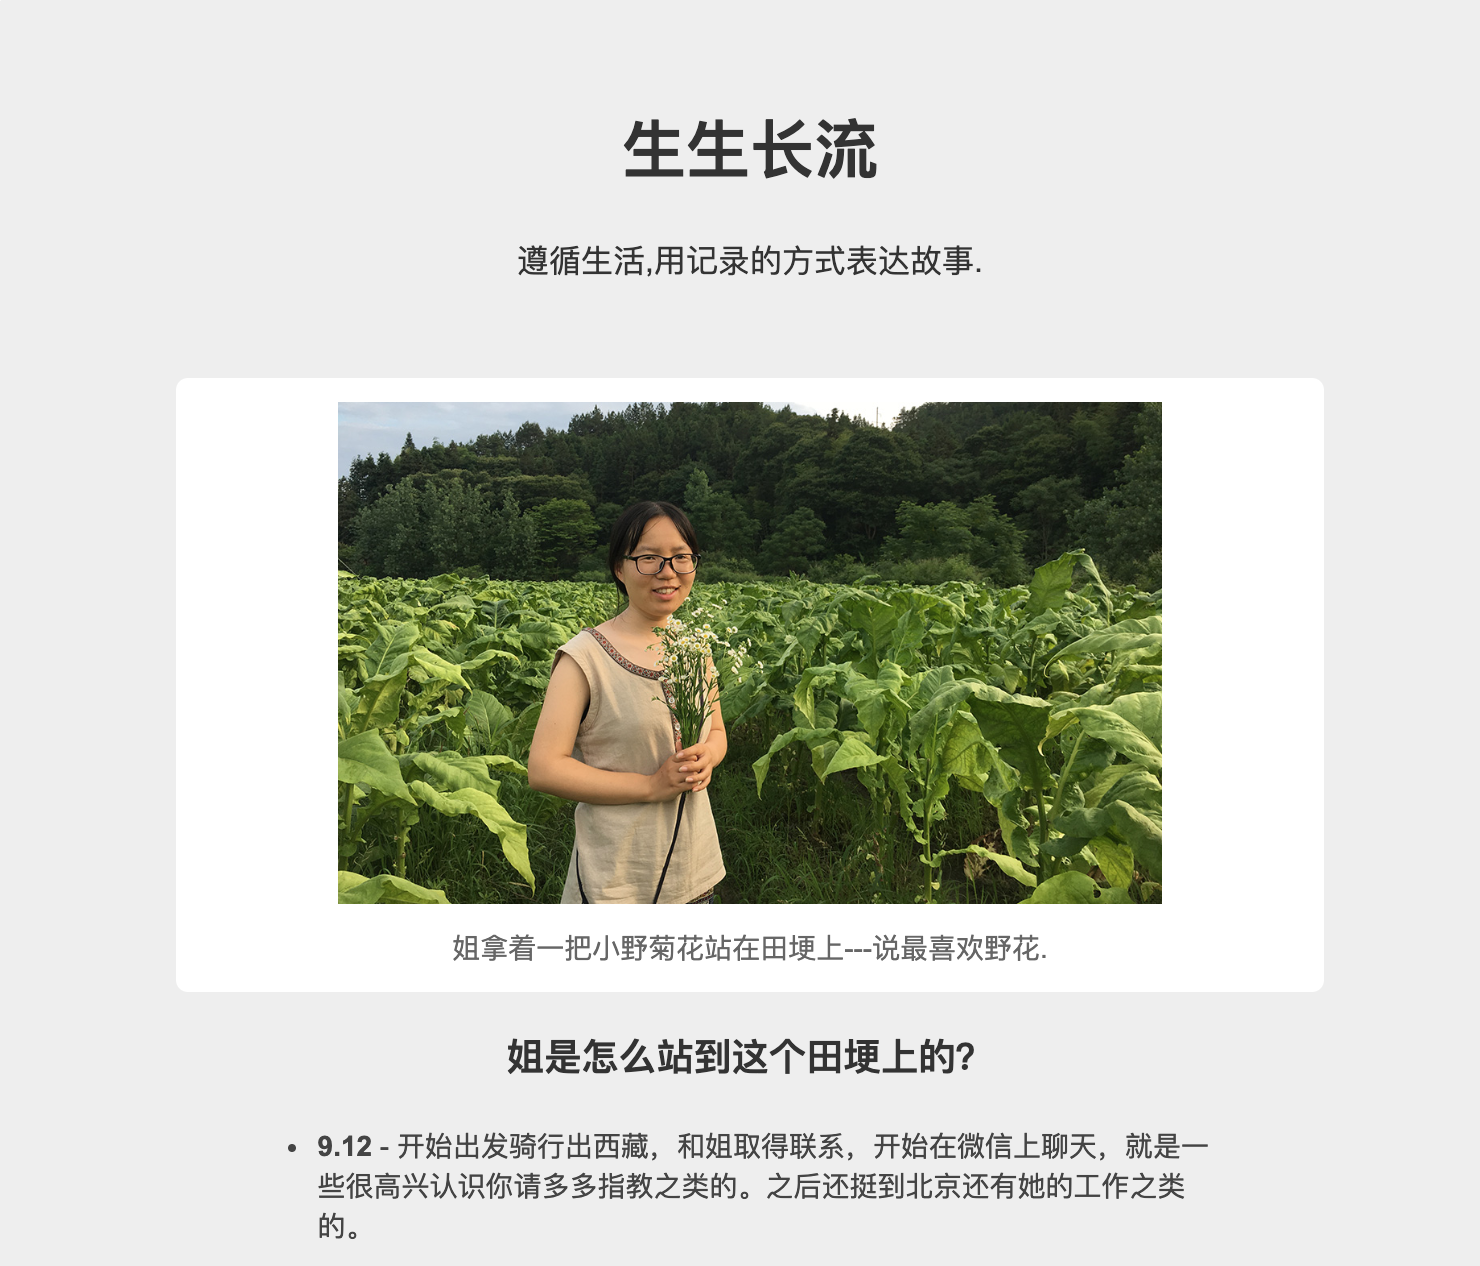 生生长流
遵循生活,用记录的方式表达故事.
姐拿着一把小野菊花站在田埂上---说最喜欢野花.
姐是怎么站到这个田埂上的?
• 9.12 - 开始出发骑行出西藏，和姐取得联系，开始在微信上聊天，就是一
些很高兴认识你请多多指教之类的。之后还挺到北京还有她的工作之类
的。